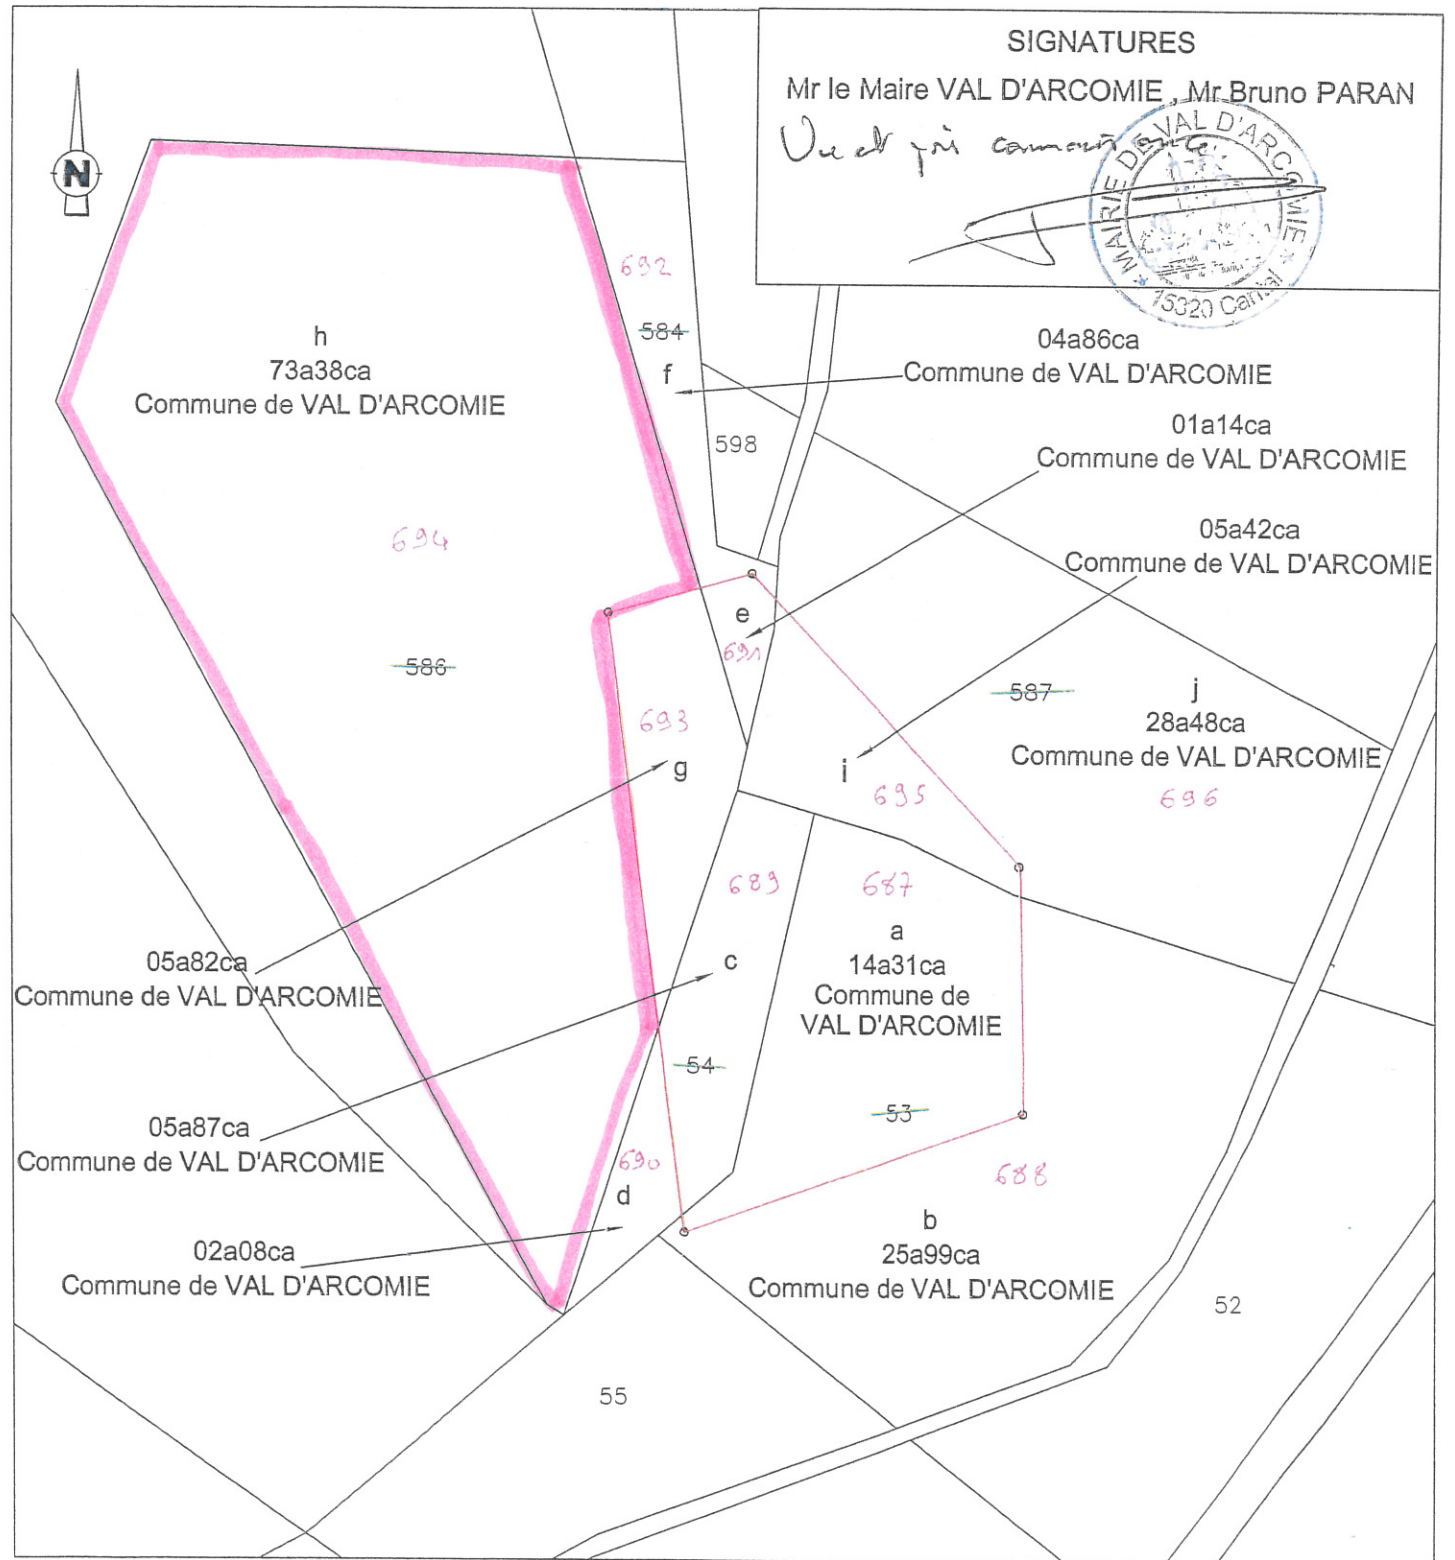 SIGNATURES
Mr le Maire VAL D'ARCOMIE , Mr Bruno PARAN
Vu et pris
MAIRIE DE VAL D'ARCOMIE
15320 Cantal
N
692
584
f
04a86ca
Commune de VAL D'ARCOMIE
h
73a38ca
Commune de VAL D'ARCOMIE
598
01a14ca
Commune de VAL D'ARCOMIE
694
05a42ca
Commune de VAL D'ARCOMIE
e
691
586
587
j
28a48ca
Commune de VAL D'ARCOMIE
696
693
g
i
695
689
687
a
14a31ca
Commune de
VAL D'ARCOMIE
c
05a82ca
Commune de VAL D'ARCOMIE
54
53
05a87ca
Commune de VAL D'ARCOMIE
690
d
688
02a08ca
Commune de VAL D'ARCOMIE
b
25a99ca
Commune de VAL D'ARCOMIE
52
55